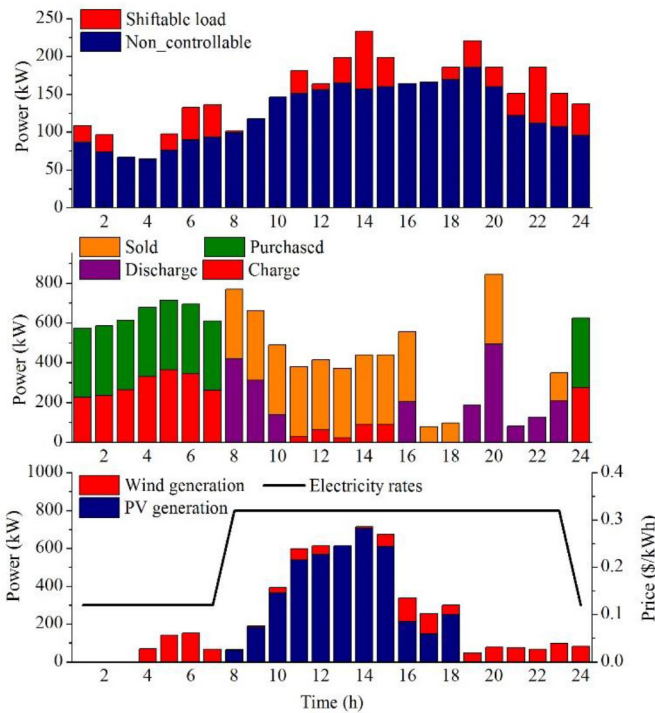 Shiftable load
Non_controllable
Power (kW)
250
200
150
100
50
0
2 4 6 8 10 12 14 16 18 20 22 24
Sold Purchased
Discharge Charge
Power (kW)
800
600
400
200
0
2 4 6 8 10 12 14 16 18 20 22 24
Wind generation Electricity rates
PV generation
Power (kW)
1000
800
600
400
200
0
0.4
0.3
0.2
0.1
0.0
Price ($/kWh)
2 4 6 8 10 12 14 16 18 20 22 24
Time (h)